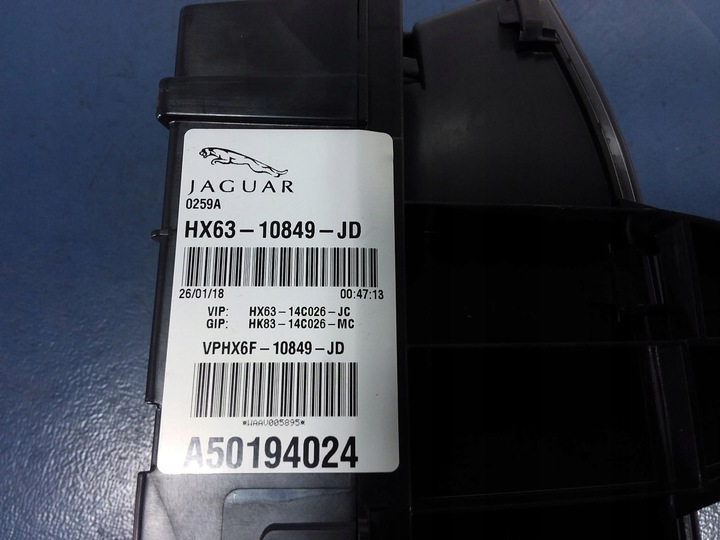 JAGUAR
0259A
HX63-10849-JD
26/01/18 00:47:13
VIP: HX63-14C026-JC
GIP: HK83-14C026-MC
VPHX6F-10849-JD
*WAAV005895*
A50194024